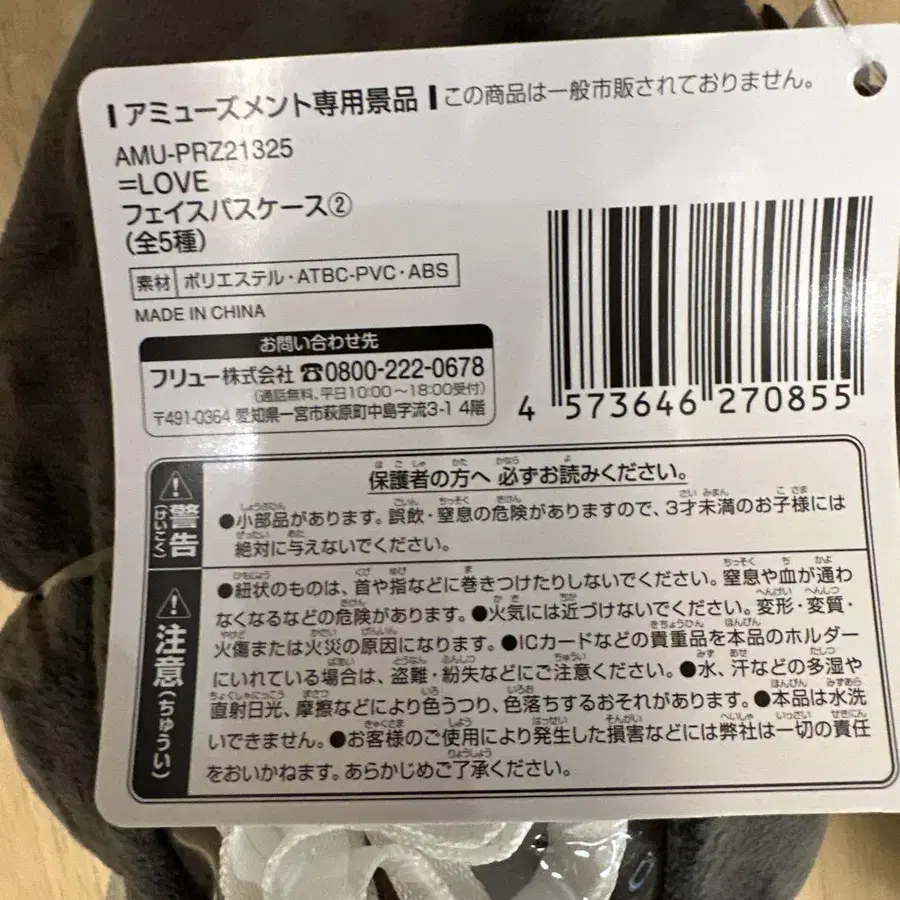 アミューズメント専用景品 この商品は一般市販されておりません。
AMU-PRZ21325
=LOVE
フェイスパスケース②
(全5種)
素材 ポリエステル・ATBC-PVC・ABS
MADE IN CHINA
お問い合わせ先
フリュー株式会社 ☎0800-222-0678
(通話無料、平日10:00～18:00受付)
〒491-0364 愛知県一宮市萩原町中島字流3-1 4階
4 573646 270855
保護者の方へ 必ずお読みください。
警告(けいこく)
●小部品があります。誤飲・窒息の危険がありますので、3才未満のお子様には
絶対に与えないでください。
注意(ちゅうい)
●紐状のものは、首や指などに巻きつけたりしないでください。窒息や血が通わ
なくなるなどの危険があります。●火気には近づけないでください。変形・変質・
火傷または火災の原因になります。●ICカードなどの貴重品を本品のホルダー
にいれている場合は、盗難・紛失などにご注意ください。●水、汗などの多湿や
直射日光、摩擦などにより色うつり、色落ちするおそれがあります。●本品は水洗
いできません。●お客様のご使用により発生した損害などには弊社は一切の責任
をおいかねます。あらかじめご了承ください。